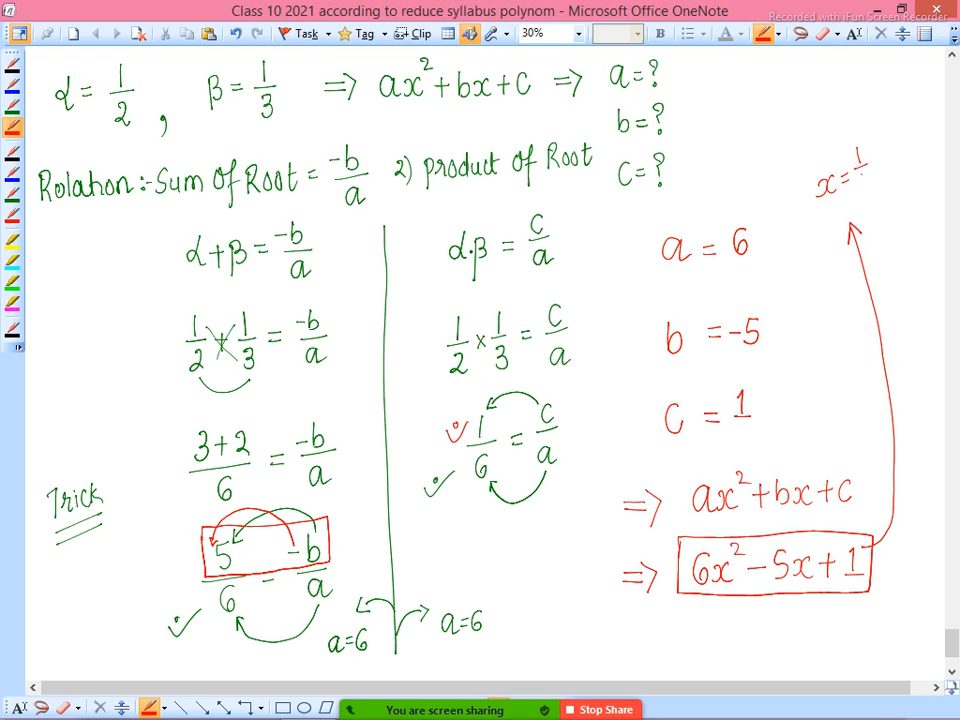 Class 10 2021 according to reduce syllabus polynom - Microsoft Office OneNote
Recorded with iFun Screen Recorder
Task Tag Clip 30% B A
α = 1/2 , β = 1/3 ⇒ ax² + bx + c ⇒ a = ?
b = ?
c = ?
Rolation :- Sum Of Root = -b/a 2) product of Root
x = 1/
α + β = -b/a
1/2 + 1/3 = -b/a
3+2/6 = -b/a
Trick
5/6 = -b/a
a = 6
α·β = c/a
1/2 × 1/3 = c/a
1/6 = c/a
a = 6
a = 6
b = -5
c = 1
⇒ ax² + bx + c
⇒ 6x² - 5x + 1
You are screen sharing Stop Share